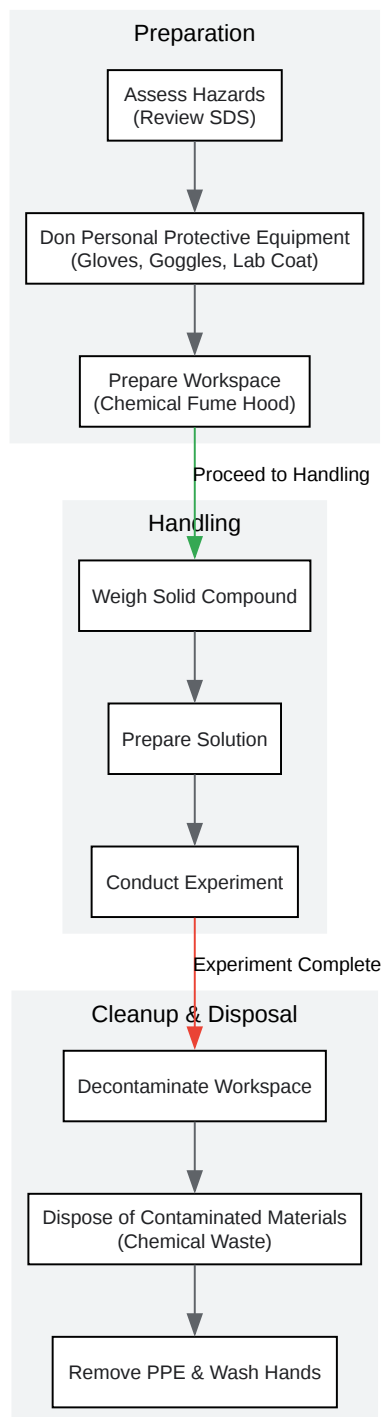 Preparation
Assess Hazards
(Review SDS)
Don Personal Protective Equipment
(Gloves, Goggles, Lab Coat)
Prepare Workspace
(Chemical Fume Hood)
Proceed to Handling
Handling
Weigh Solid Compound
Prepare Solution
Conduct Experiment
Experiment Complete
Cleanup & Disposal
Decontaminate Workspace
Dispose of Contaminated Materials
(Chemical Waste)
Remove PPE & Wash Hands